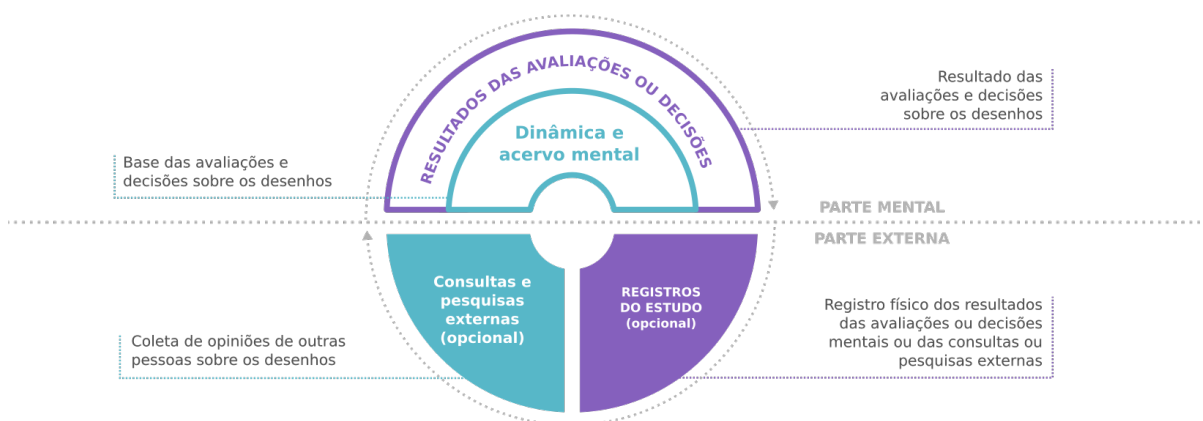 RESULTADOS DAS AVALIAÇÕES OU DECISÕES
Dinâmica e
acervo mental
Resultado das
avaliações e decisões
sobre os desenhos
Base das avaliações e
decisões sobre os desenhos
PARTE MENTAL
PARTE EXTERNA
Consultas e
pesquisas
externas
(opcional)
REGISTROS
DO ESTUDO
(opcional)
Coleta de opiniões de outras
pessoas sobre os desenhos
Registro físico dos resultados
das avaliações ou decisões
mentais ou das consultas ou
pesquisas externas